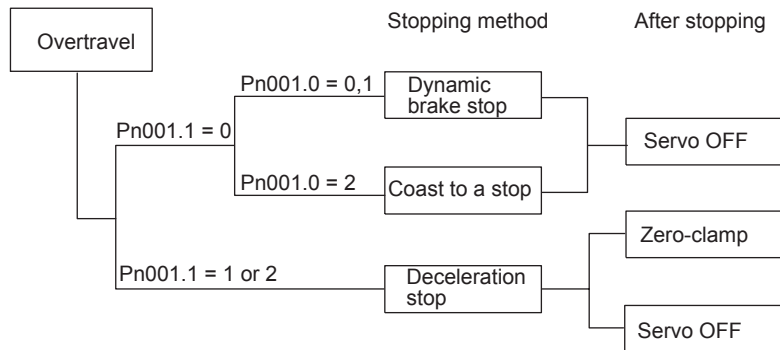 Stopping method
After stopping
Overtravel
Pn001.0 = 0,1
Dynamic
brake stop
Pn001.1 = 0
Servo OFF
Pn001.0 = 2
Coast to a stop
Zero-clamp
Pn001.1 = 1 or 2
Deceleration
stop
Servo OFF